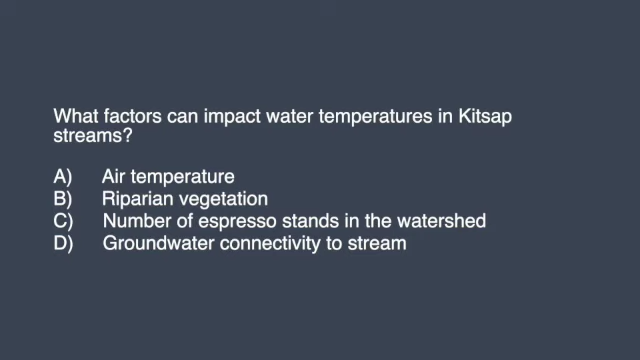 What factors can impact water temperatures in Kitsap
streams?
A) Air temperature
B) Riparian vegetation
C) Number of espresso stands in the watershed
D) Groundwater connectivity to stream